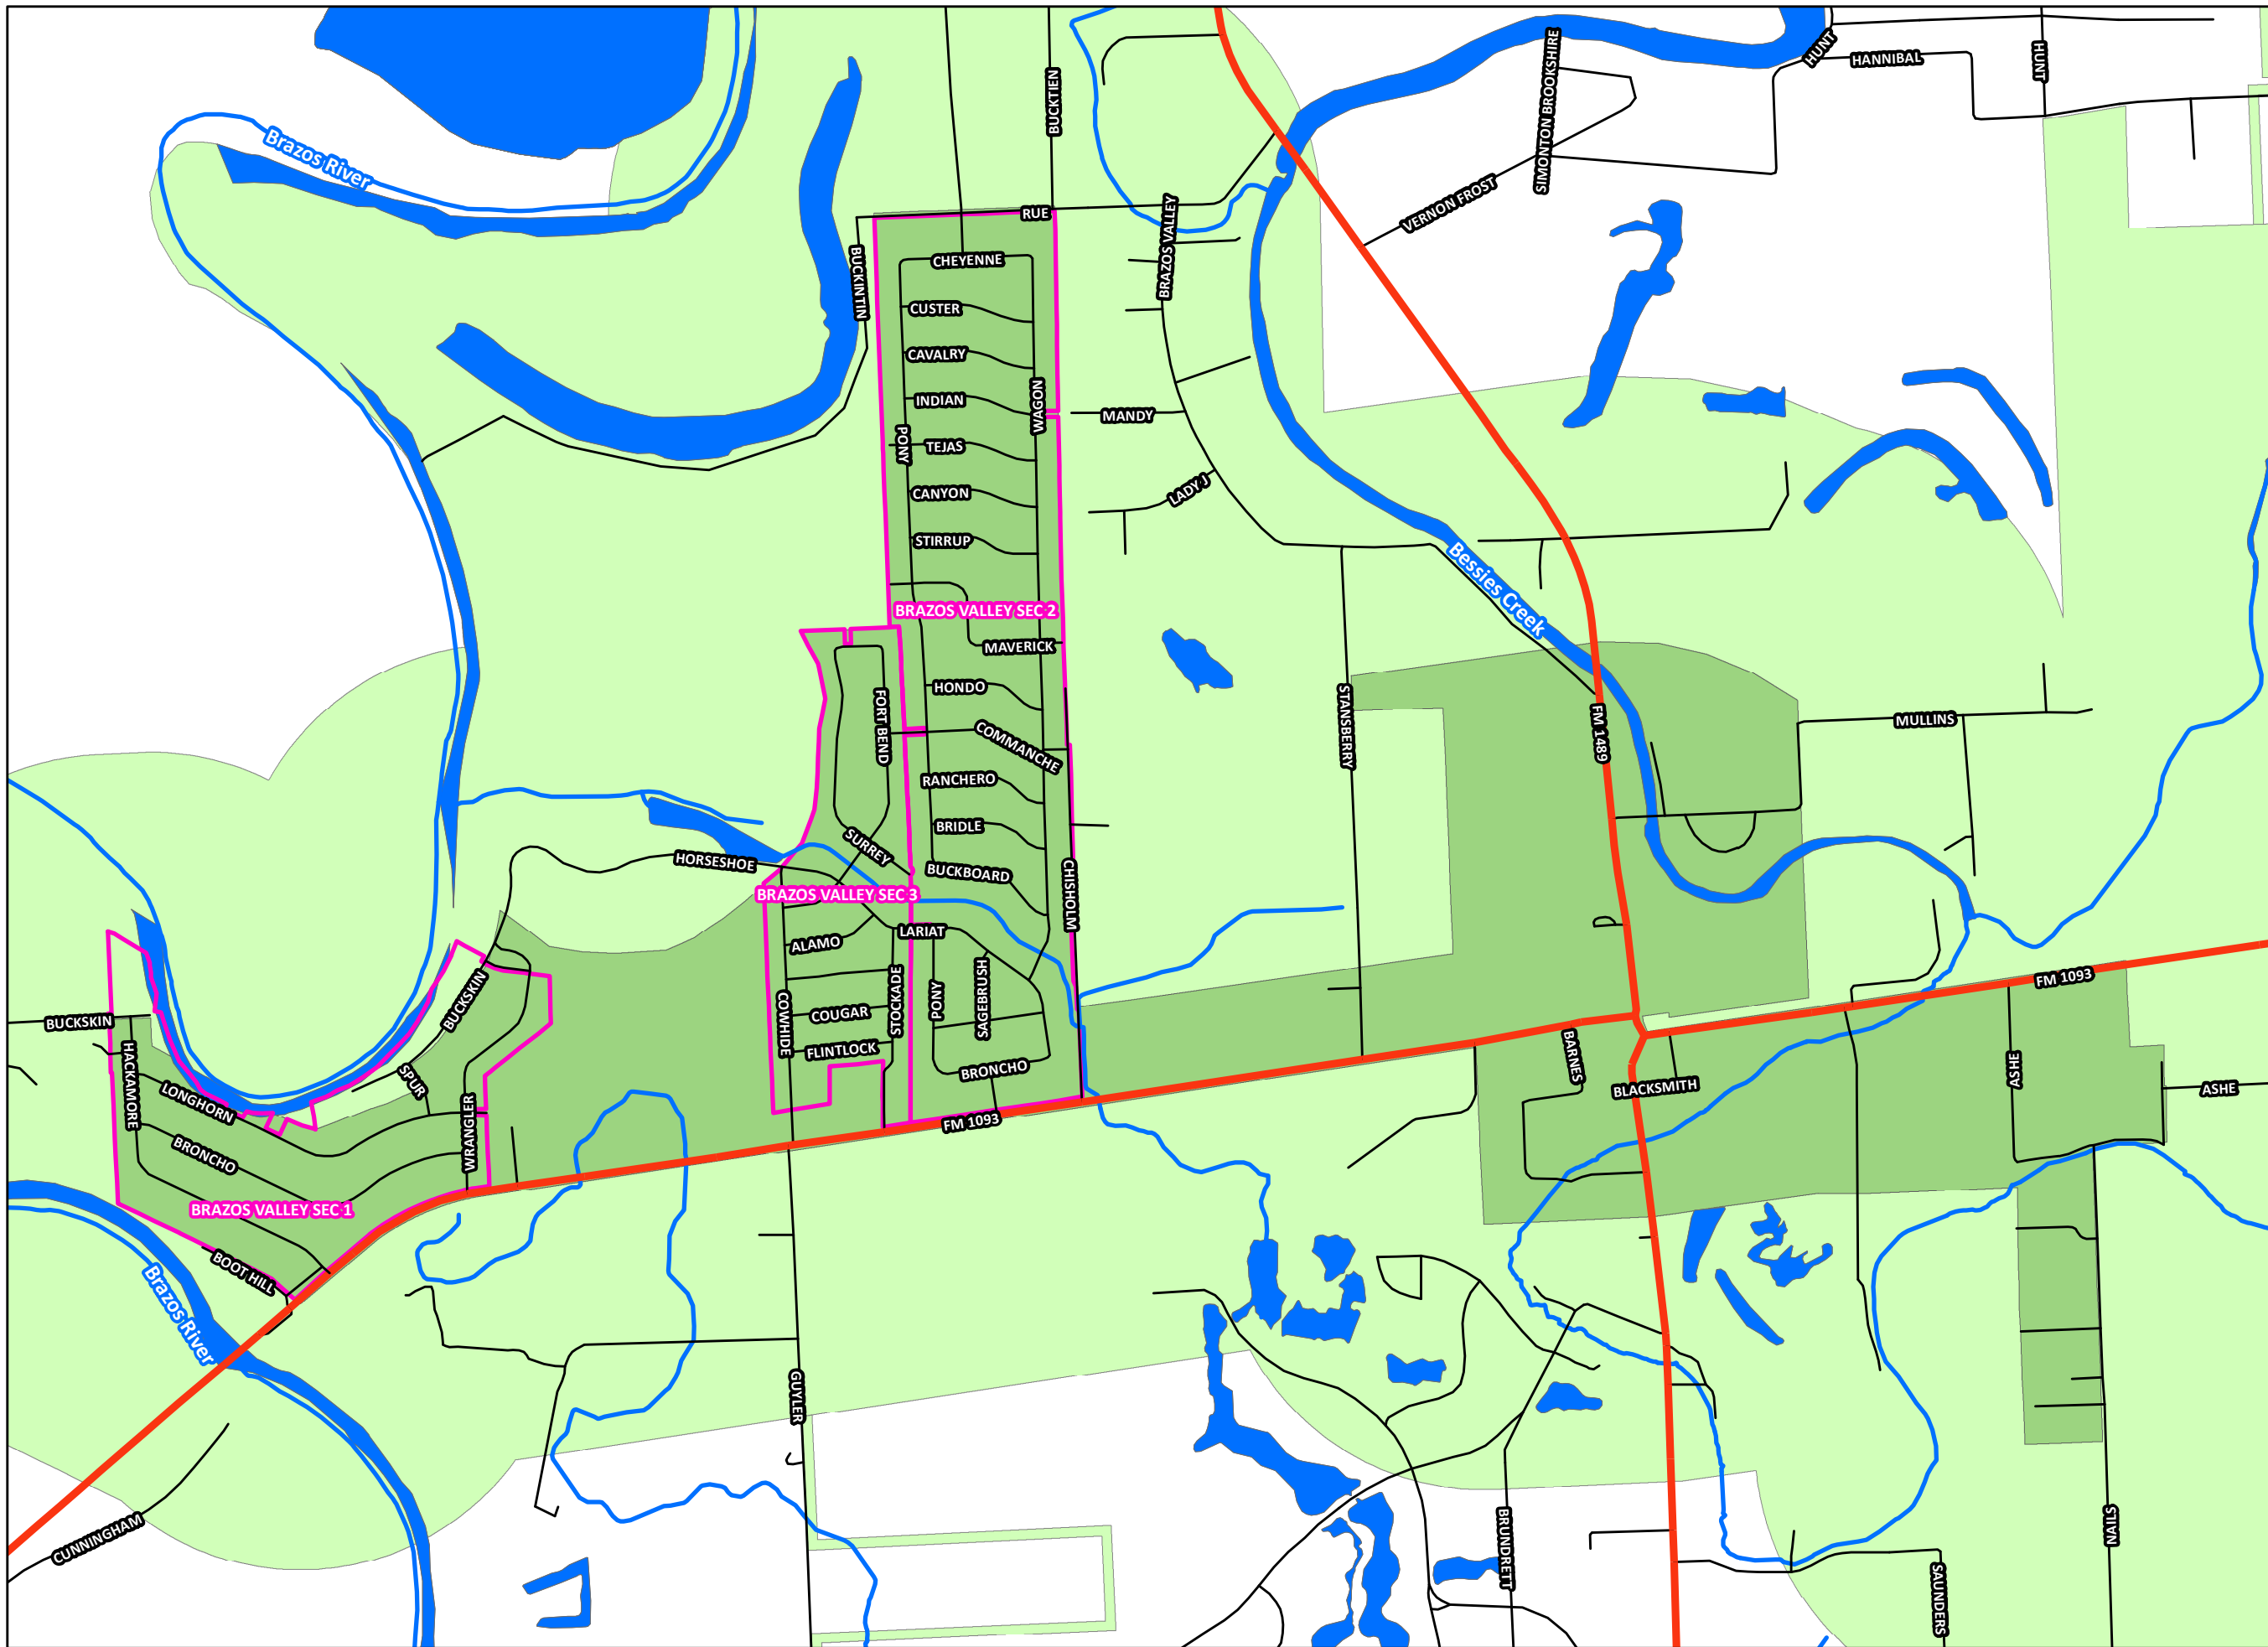 HUNT
HANNIBAL
HUNT
SIMONTON BROOKSHIRE
BUCKTIEN
Brazos River
VERNON FROST
RUE
BRAZOS VALLEY
BUCKINTIN
CHEYENNE
CUSTER
CAVALRY
INDIAN
WAGON
MANDY
PONY
TEJAS
CANYON
LADY J
STIRRUP
Bessies Creek
BRAZOS VALLEY SEC 2
MAVERICK
HONDO
FORT BEND
STANSBERRY
FM 1489
MULLINS
COMMANCHE
RANCHERO
BRIDLE
SURREY
HORSESHOE
BUCKBOARD
CHISHOLM
BRAZOS VALLEY SEC 3
LARIAT
ALAMO
STOCKADE
PONY
SAGEBRUSH
FM 1093
BUCKSKIN
BUCKSKIN
COWHIDE
COUGAR
FLINTLOCK
BRONCHO
BARNES
BLACKSMITH
ASHE
ASHE
HACKAMORE
SPUR
LONGHORN
WRANGLER
FM 1093
BRONCHO
BRAZOS VALLEY SEC 1
BOOT HILL
Brazos River
GUYLER
CUNNINGHAM
BRUNDRETT
NAILS
SAUNDERS